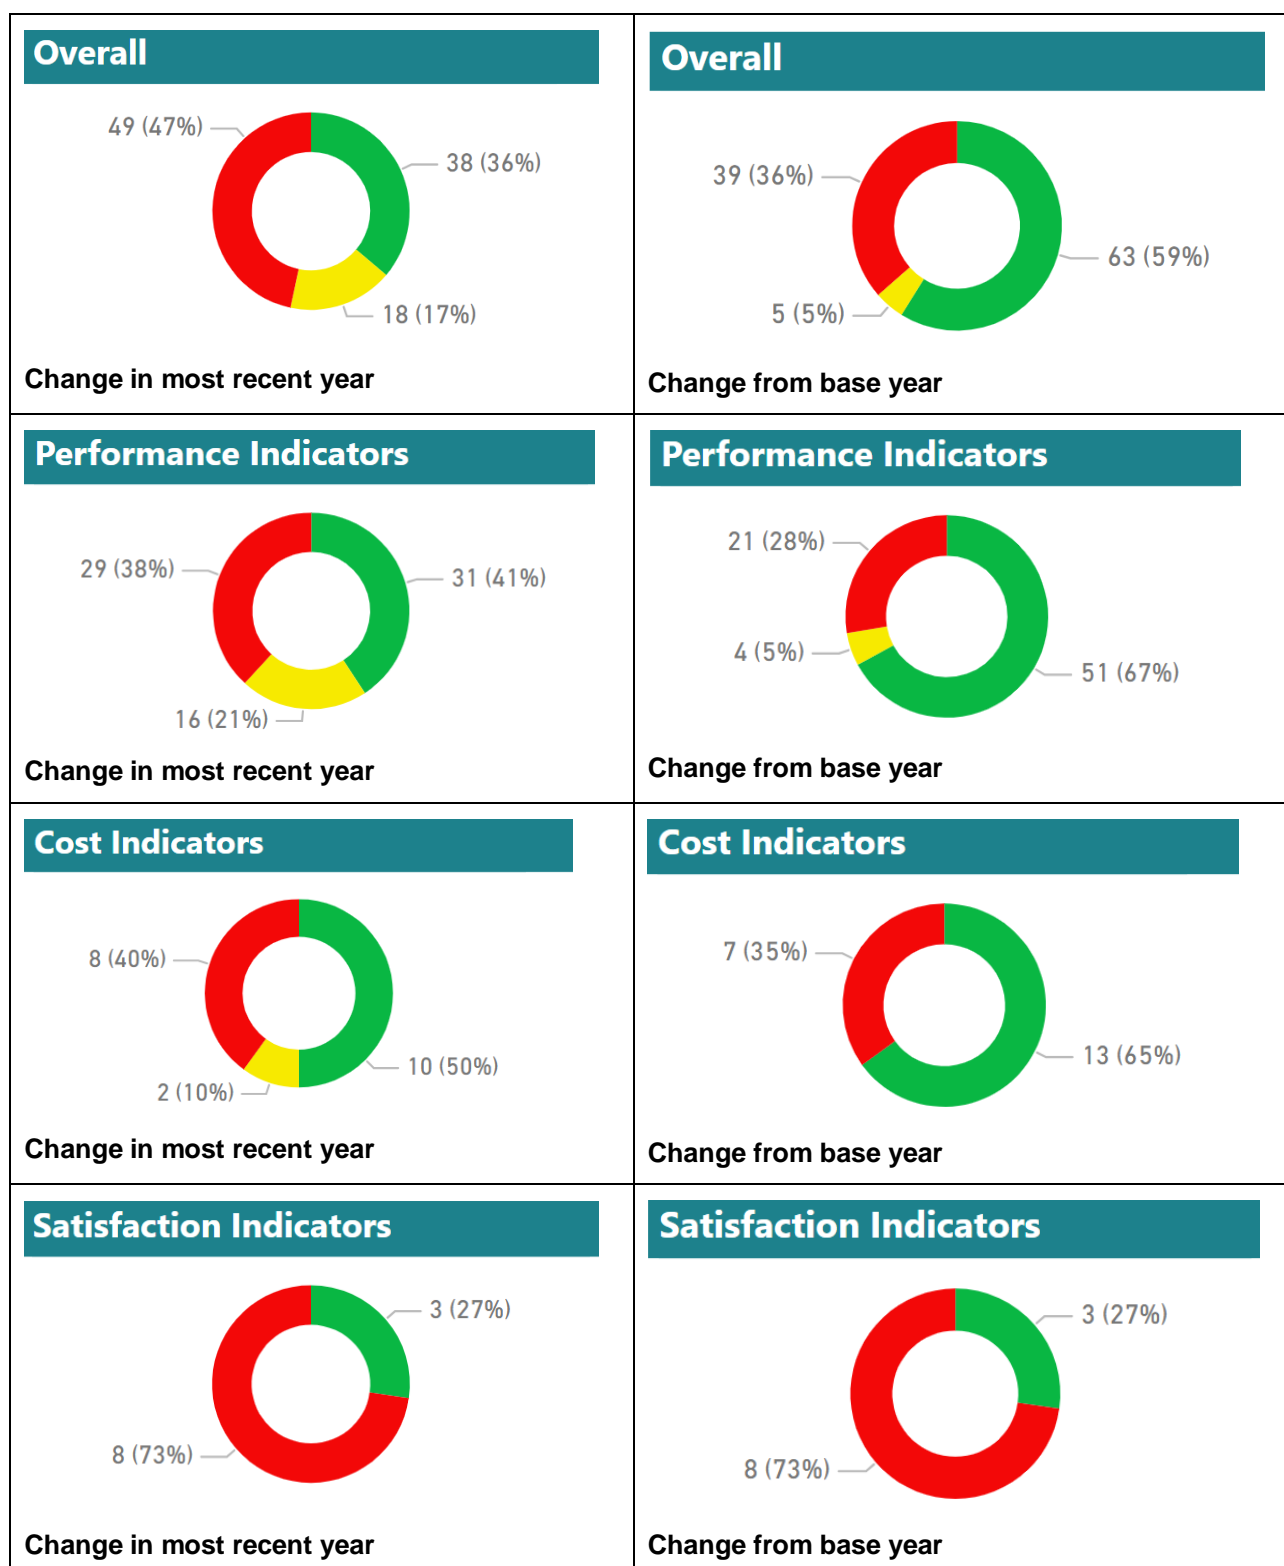 Overall
49 (47%)
38 (36%)
18 (17%)
Change in most recent year
Overall
39 (36%)
63 (59%)
5 (5%)
Change from base year
Performance Indicators
29 (38%)
31 (41%)
16 (21%)
Change in most recent year
Performance Indicators
21 (28%)
4 (5%)
51 (67%)
Change from base year
Cost Indicators
8 (40%)
10 (50%)
2 (10%)
Change in most recent year
Cost Indicators
7 (35%)
13 (65%)
Change from base year
Satisfaction Indicators
3 (27%)
8 (73%)
Change in most recent year
Satisfaction Indicators
3 (27%)
8 (73%)
Change from base year